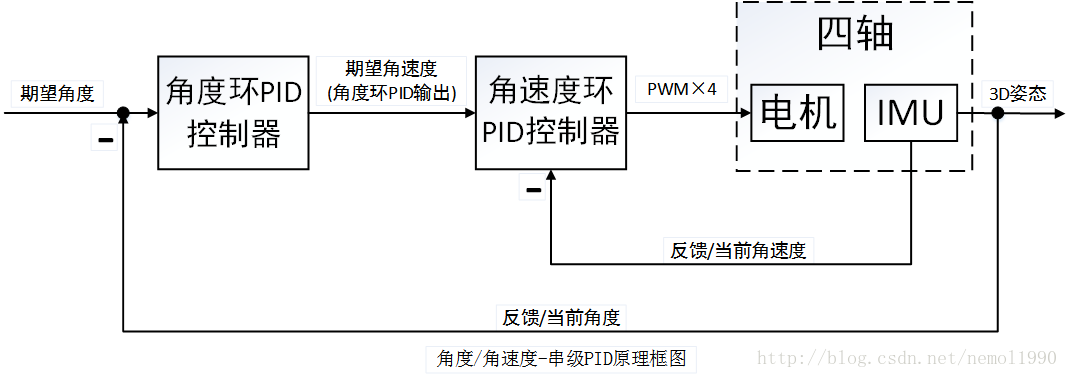 四轴
期望角度
角度环PID
控制器
期望角速度
(角度环PID输出)
角速度环
PID控制器
PWM×4
电机
IMU
3D姿态
反馈/当前角速度
反馈/当前角度
角度/角速度-串级PID原理框图
http://blog.csdn.net/nemol1990